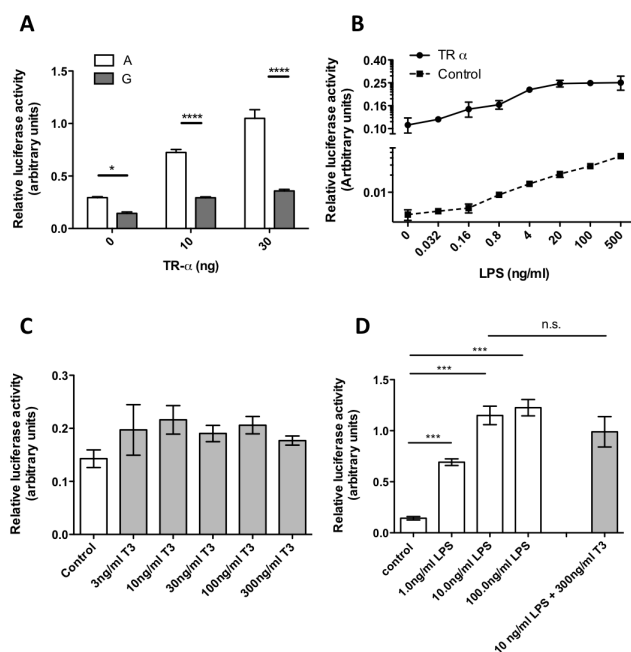 A
A
G
Relative luciferase activity
(arbitrary units)
1.5
1.0
0.5
0.0
*
****
****
0
10
30
TR-α (ng)
B
TR α
Control
Relative luciferase activity
(Artbitrary units)
0.40
0.25
0.16
0.10
0.01
0
0.032
0.16
0.8
4
20
100
500
LPS (ng/ml)
C
Relative luciferase activity
(arbitrary units)
0.3
0.2
0.1
0.0
Control
3ng/ml T3
10ng/ml T3
30ng/ml T3
100ng/ml T3
300ng/ml T3
D
n.s.
***
***
***
Relative luciferase activity
(arbitrary units)
1.5
1.0
0.5
0.0
control
1.0ng/ml LPS
10.0ng/ml LPS
100.0ng/ml LPS
10 ng/ml LPS + 300ng/ml T3